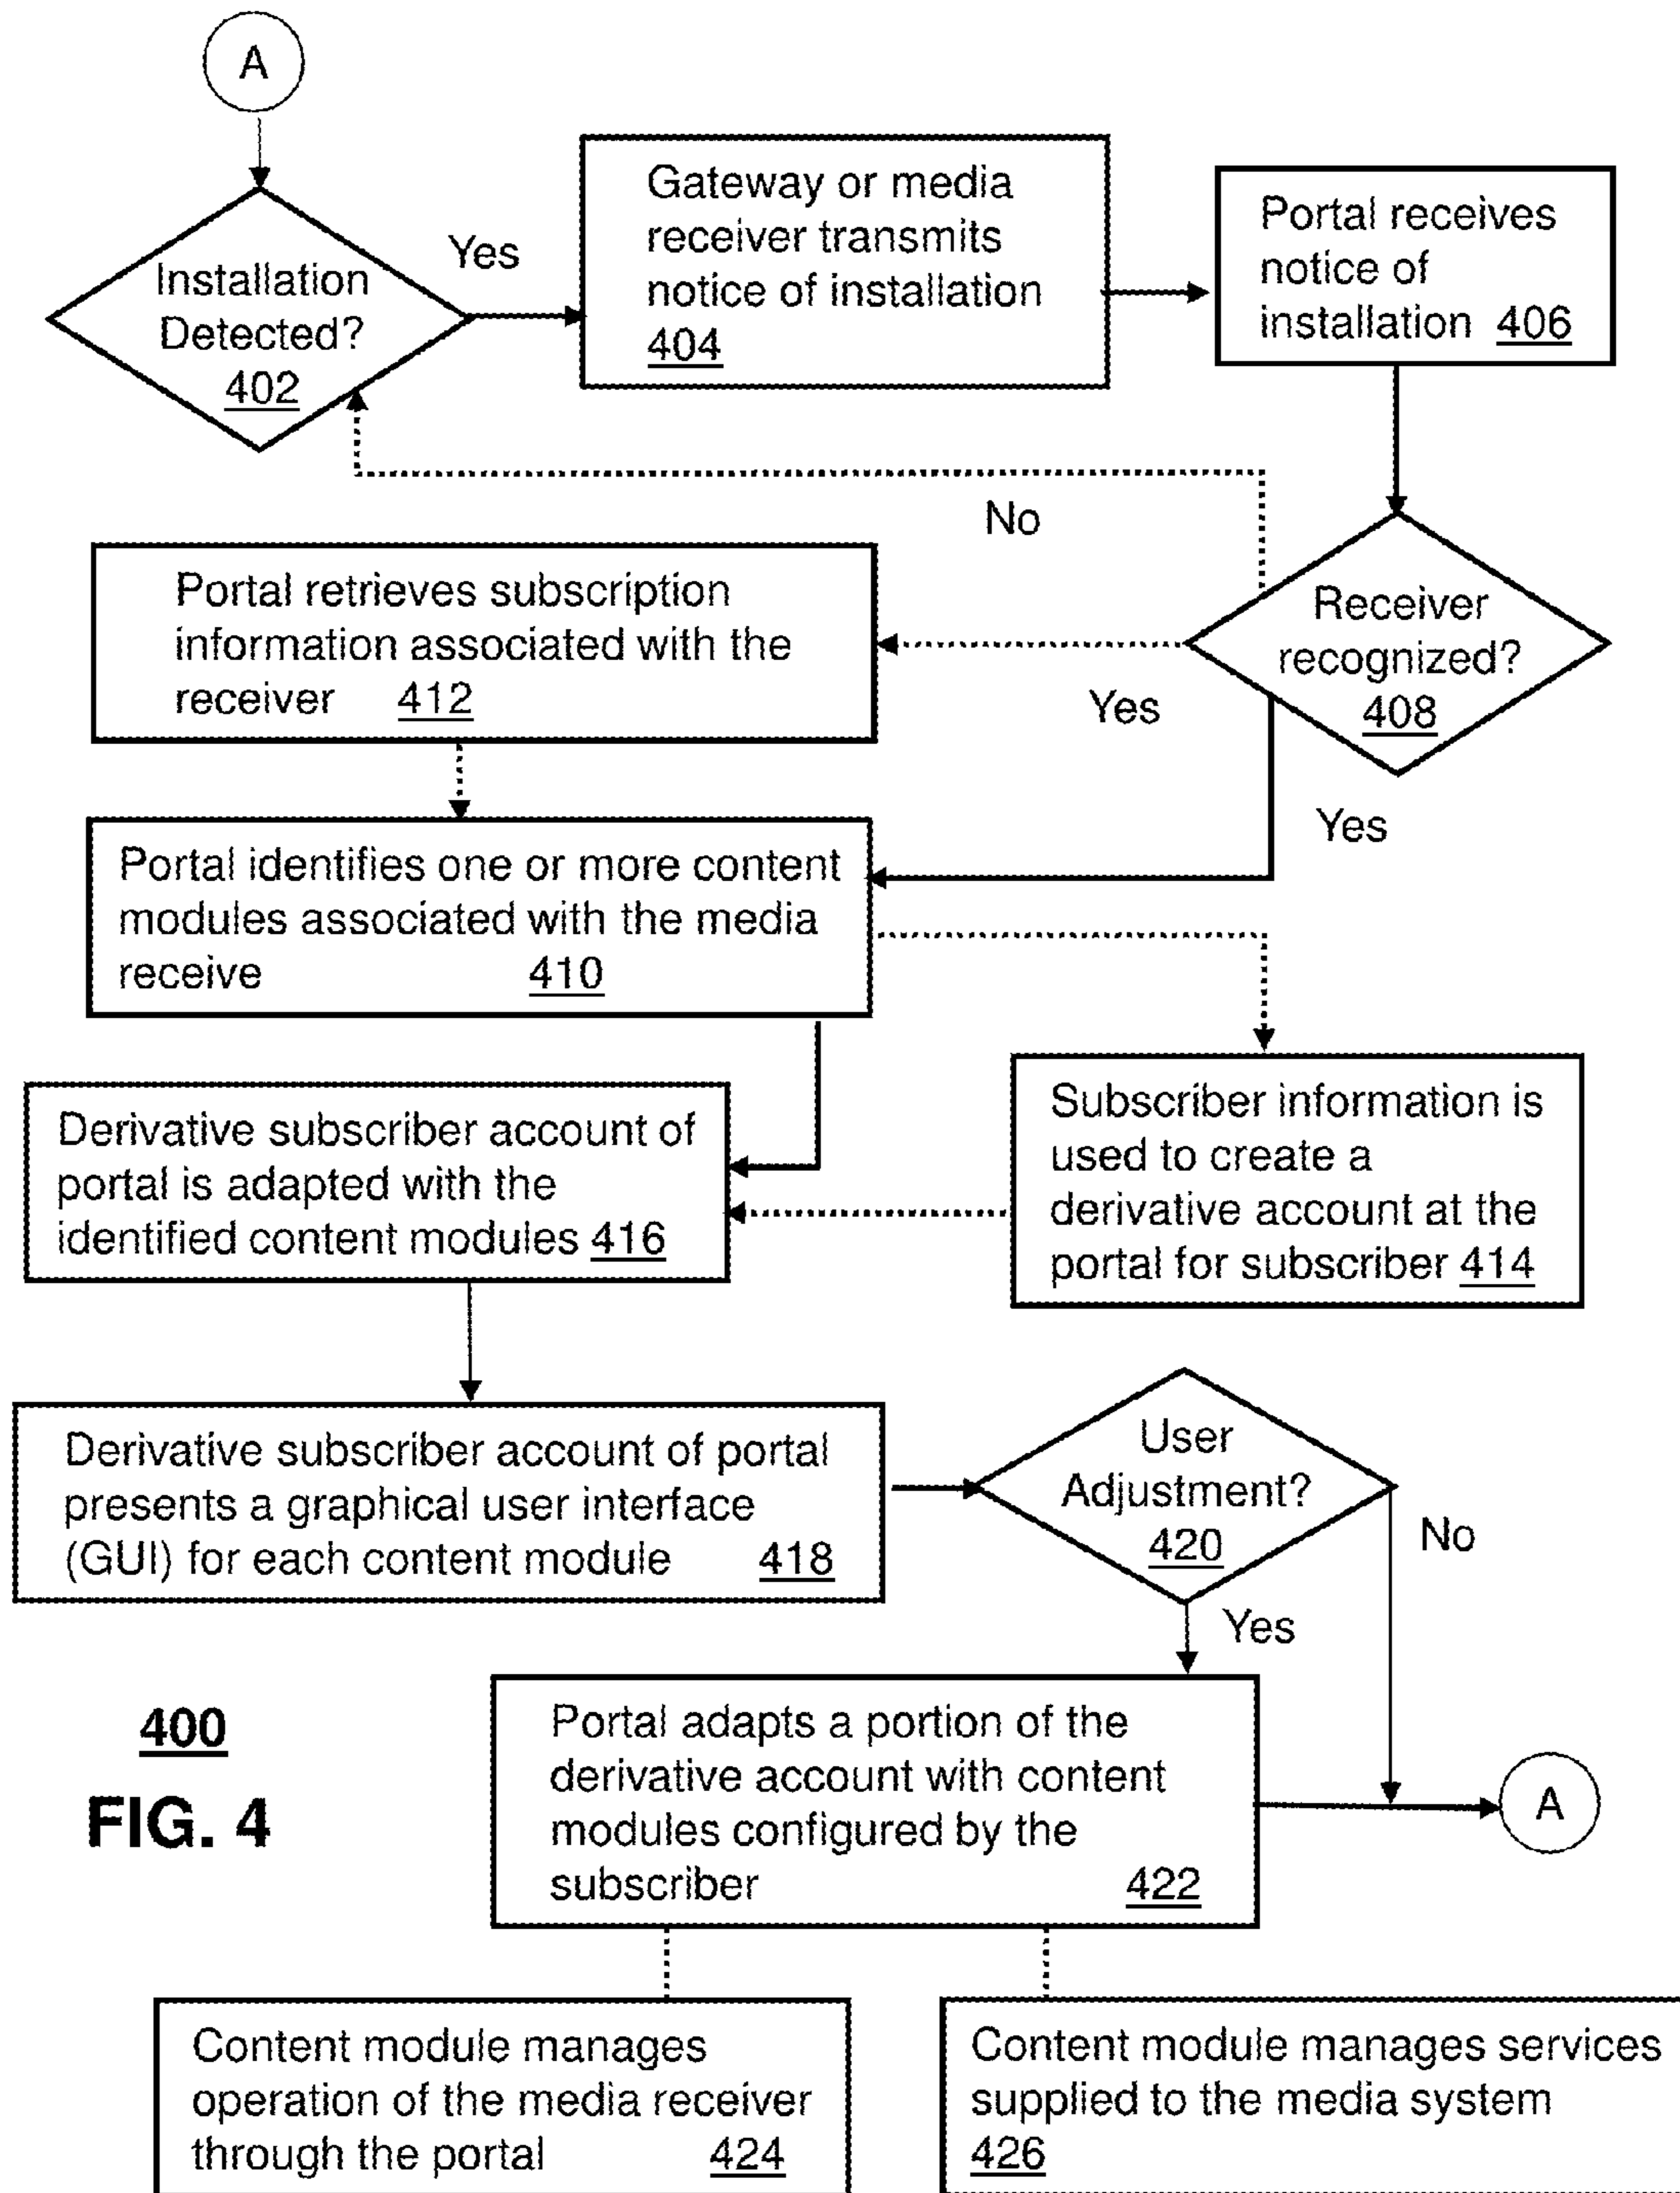 A
Installation
Detected?
402
Yes
Gateway or media
receiver transmits
notice of installation
404
Portal receives
notice of
installation 406
No
Receiver
recognized?
408
Yes
Yes
Portal retrieves subscription
information associated with the
receiver 412
Portal identifies one or more content
modules associated with the media
receive 410
Derivative subscriber account of
portal is adapted with the
identified content modules 416
Subscriber information is
used to create a
derivative account at the
portal for subscriber 414
Derivative subscriber account of portal
presents a graphical user interface
(GUI) for each content module 418
User
Adjustment?
420
No
Yes
Portal adapts a portion of the
derivative account with content
modules configured by the
subscriber 422
A
400
FIG. 4
Content module manages
operation of the media receiver
through the portal 424
Content module manages services
supplied to the media system
426